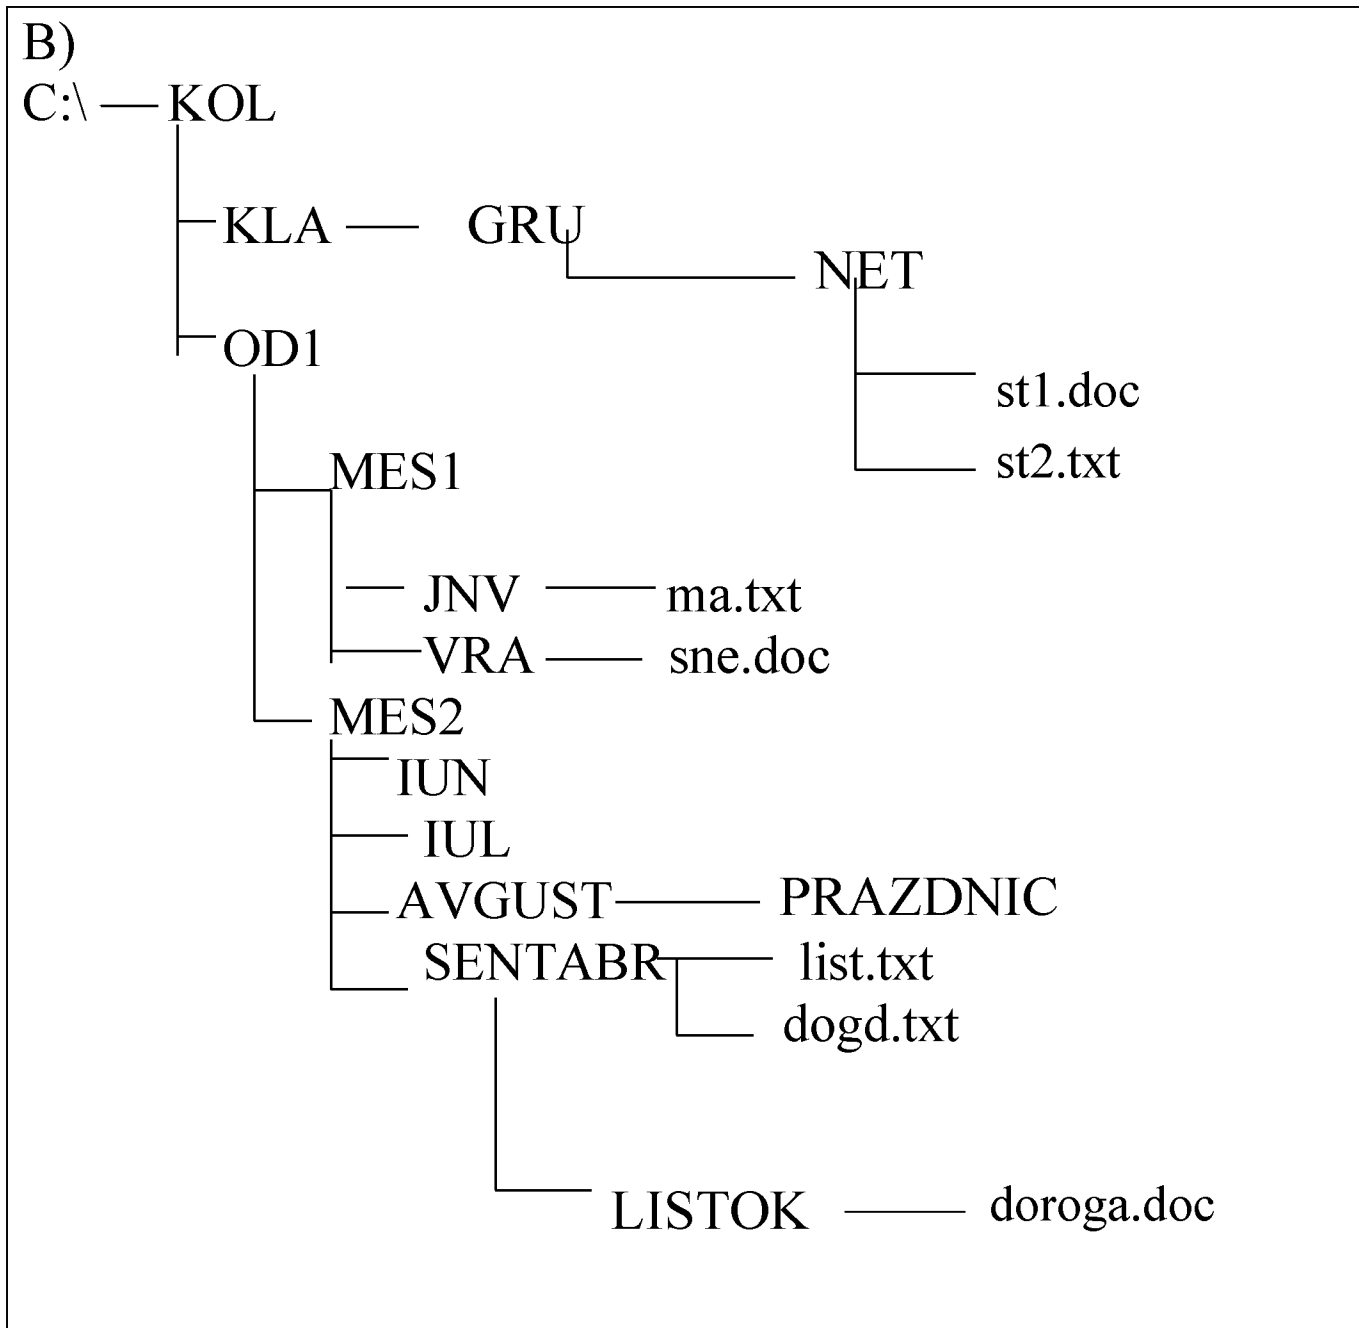 B)
C:\ KOL
KLA GRU
NET
OD1
st1.doc
st2.txt
MES1
JNV ma.txt
VRA sne.doc
MES2
IUN
IUL
AVGUST PRAZDNIC
SENTABR list.txt
dogd.txt
LISTOK doroga.doc